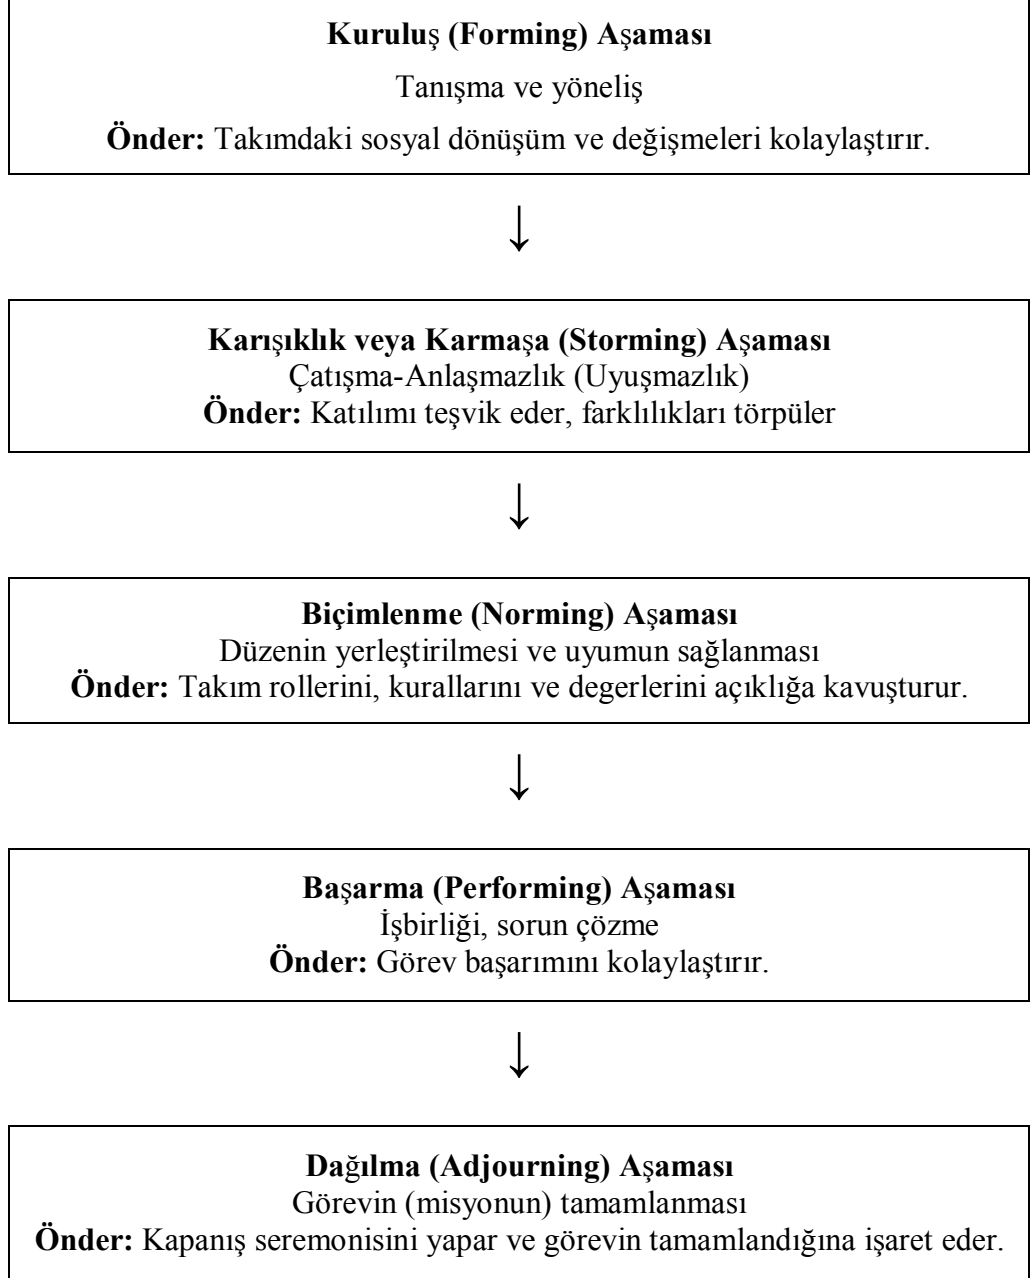 Kuruluş (Forming) Aşaması
Tanışma ve yöneliş
Önder: Takımdaki sosyal dönüşüm ve değişmeleri kolaylaştırır.
Karışıklık veya Karmaşa (Storming) Aşaması
Çatışma-Anlaşmazlık (Uyuşmazlık)
Önder: Katılımı teşvik eder, farklılıkları törpüler
Biçimlenme (Norming) Aşaması
Düzenin yerleştirilmesi ve uyumun sağlanması
Önder: Takım rollerini, kurallarını ve degerlerini açıklığa kavuşturur.
Başarma (Performing) Aşaması
İşbirliği, sorun çözme
Önder: Görev başarımını kolaylaştırır.
Dağılma (Adjourning) Aşaması
Görevin (misyonun) tamamlanması
Önder: Kapanış seremonisini yapar ve görevin tamamlandığına işaret eder.